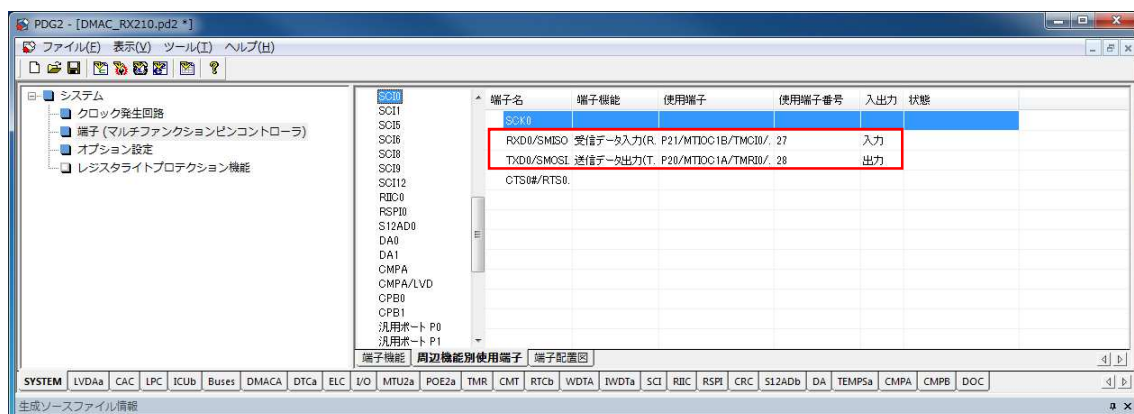 PDG2 - [DMAC_RX210.pd2 *]
ファイル(F) 表示(V) ツール(T) ヘルプ(H)
システム
クロック発生回路
端子 (マルチファンクションピンコントローラ)
オプション設定
レジスタライトプロテクション機能
SCI0
SCI1
SCI5
SCI6
SCI8
SCI9
SCI12
RIIC0
RSPI0
S12AD0
DA0
DA1
CMPA
CMPA/LVD
CPB0
CPB1
汎用ポート P0
汎用ポート P1
端子名 端子機能 使用端子 使用端子番号 入出力 状態
SCK0
RXD0/SMISO 受信データ入力(R. P21/MTIOC1B/TMCI0/. 27 入力
TXD0/SMOSI. 送信データ出力(T. P20/MTIOC1A/TMRI0/. 28 出力
CTS0#/RTS0.
端子機能 周辺機能別使用端子 端子配置図
SYSTEM LVDAa CAC LPC ICUb Buses DMACA DTCa ELC I/O MTU2a POE2a TMR CMT RTCb WDTA IWDTa SCI RIIC RSPI CRC S12ADb DA TEMPSa CMPA CMPB DOC
生成ソースファイル情報